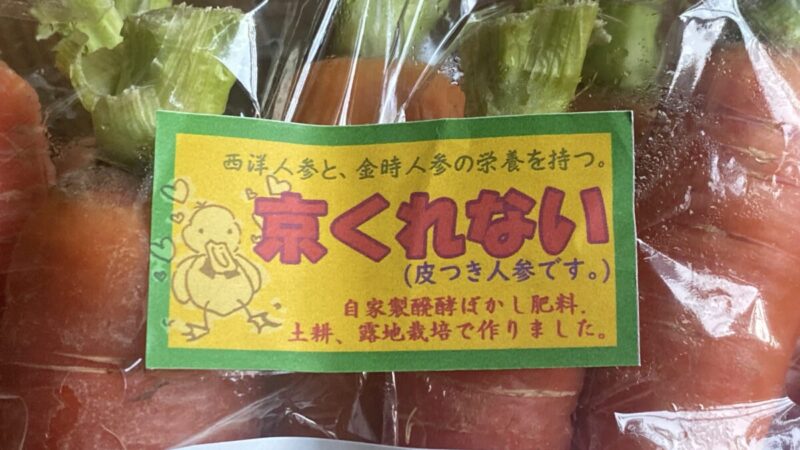 西洋人参と、金時人参の栄養を持つ。
京くれない
(皮つき人参です。)
自家製醗酵ぼかし肥料.
土耕、露地栽培で作りました。